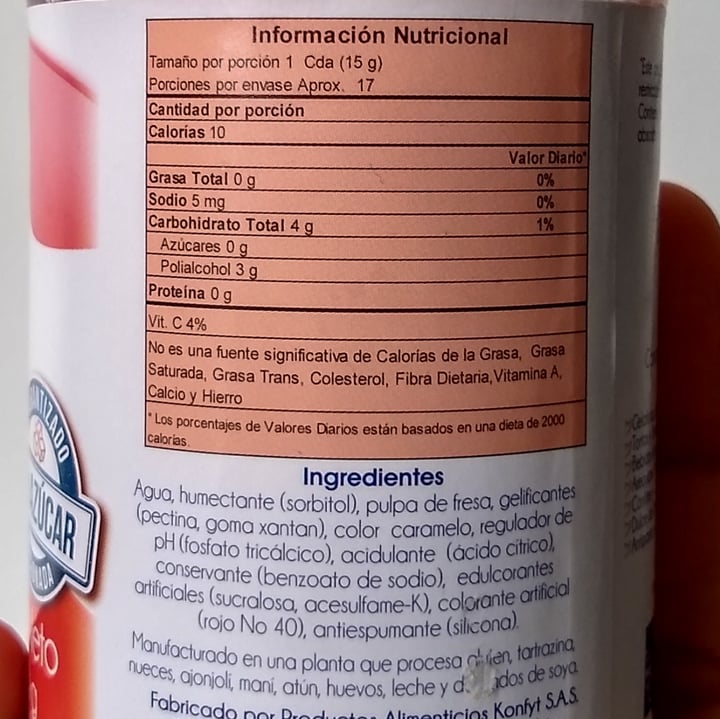 Información Nutricional
Tamaño por porción 1 Cda (15 g)
Porciones por envase Aprox. 17
Cantidad por porción
Calorías 10
Valor Diario*
Grasa Total 0 g 0%
Sodio 5 mg 0%
Carbohidrato Total 4 g 1%
Azúcares 0 g
Polialcohol 3 g
Proteína 0 g
Vit. C 4%
No es una fuente significativa de Calorías de la Grasa, Grasa
Saturada, Grasa Trans, Colesterol, Fibra Dietaria, Vitamina A,
Calcio y Hierro
* Los porcentajes de Valores Diarios están basados en una dieta de 2000
calorías.
Ingredientes
Agua, humectante (sorbitol), pulpa de fresa, gelificantes
(pectina, goma xantan), color caramelo, regulador de
pH (fosfato tricálcico), acidulante (ácido cítrico),
conservante (benzoato de sodio), edulcorantes
artificiales (sucralosa, acesulfame-K), colorante artificial
(rojo No 40), antiespumante (silicona).
Manufacturado en una planta que procesa tartrazina,
nueces, ajonjolí, maní, atún, huevos, leche y de soya.
Fabricado por Productos Alimenticios Konfyt S.A.S.
AZÚCAR